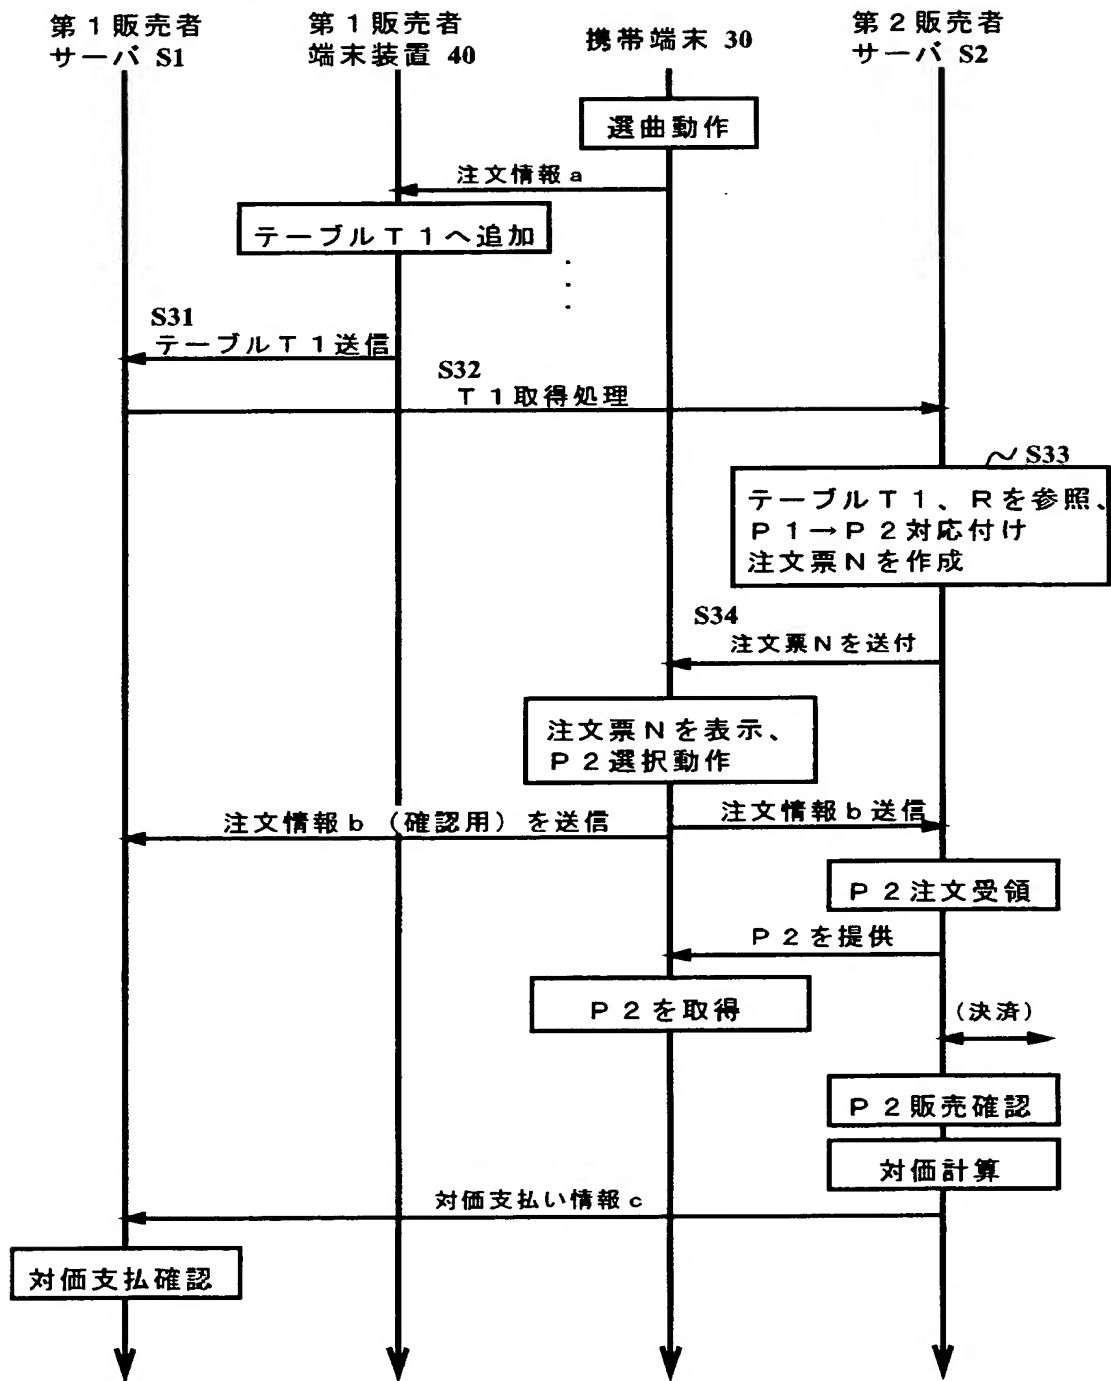 第1販売者
サーバ S1
第1販売者
端末装置 40
携帯端末 30
第2販売者
サーバ S2
選曲動作
注文情報a
テーブルT1へ追加
S31
テーブルT1送信
S32
T1取得処理
S33
テーブルT1、Rを参照、
P1→P2対応付け
注文票Nを作成
S34
注文票Nを送付
注文票Nを表示、
P2選択動作
注文情報b（確認用）を送信
注文情報b送信
P2注文受領
P2を提供
P2を取得
（決済）
P2販売確認
対価計算
対価支払い情報c
対価支払確認